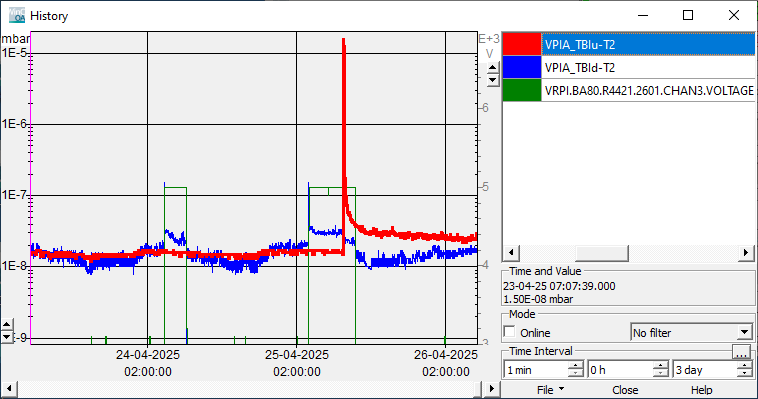 History
mbar
1E-5
1E-6
1E-7
1E-8
E-9
E+3
V
6
5
4
3
24-04-2025
02:00:00
25-04-2025
02:00:00
26-04-2025
02:00:00
VPIA_TBIu-T2
VPIA_TBId-T2
VRPI.BA80.R4421.2601.CHAN3.VOLTAGE
Time and Value
23-04-25 07:07:39.000
1.50E-08 mbar
Mode
Online
No filter
Time Interval
...
1 min
0 h
3 day
File
Close
Help